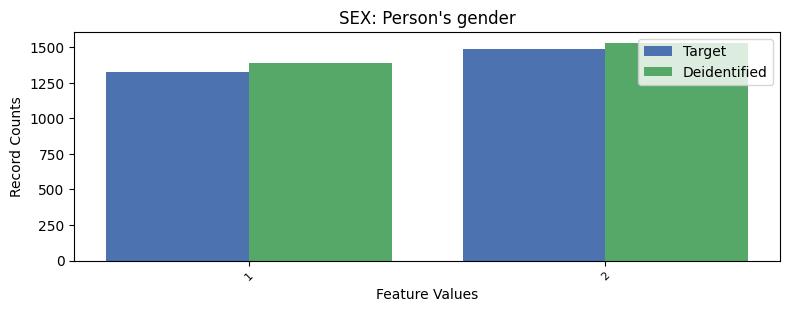 SEX: Person's gender
Target
Deidentified
Record Counts
1500
1250
1000
750
500
250
0
1
2
Feature Values